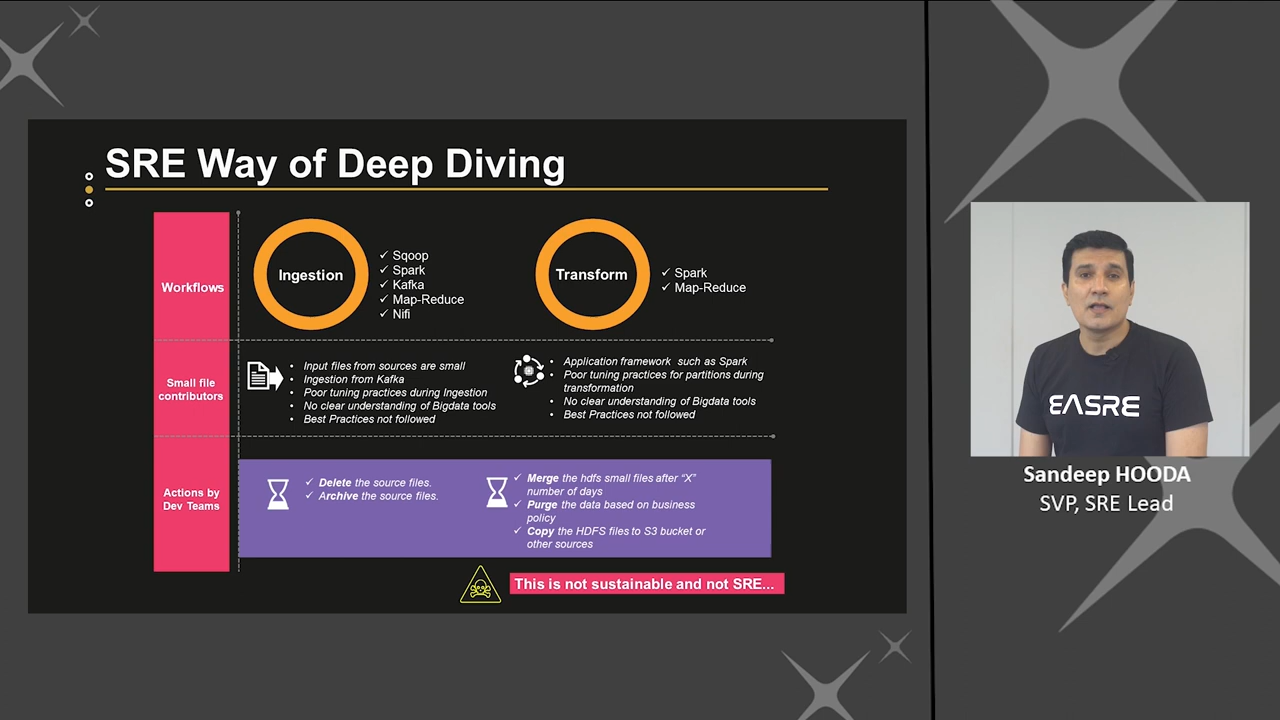 SRE Way of Deep Diving
Workflows
Ingestion
✓ Sqoop
✓ Spark
✓ Kafka
✓ Map-Reduce
✓ Nifi
Transform
✓ Spark
✓ Map-Reduce
Small file
contributors
• Input files from sources are small
• Ingestion from Kafka
• Poor tuning practices during Ingestion
• No clear understanding of Bigdata tools
• Best Practices not followed
• Application framework such as Spark
• Poor tuning practices for partitions during
transformation
• No clear understanding of Bigdata tools
• Best Practices not followed
Actions by
Dev Teams
✓ Delete the source files.
✓ Archive the source files.
✓ Merge the hdfs small files after “X”
number of days
✓ Purge the data based on business
policy
✓ Copy the HDFS files to S3 bucket or
other sources
This is not sustainable and not SRE...
EASRE
Sandeep HOODA
SVP, SRE Lead